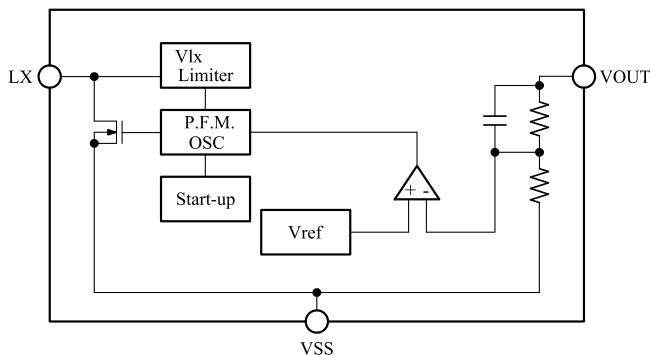 Vlx
Limiter
LX
VOUT
P.F.M.
OSC
+ -
Start-up
Vref
VSS